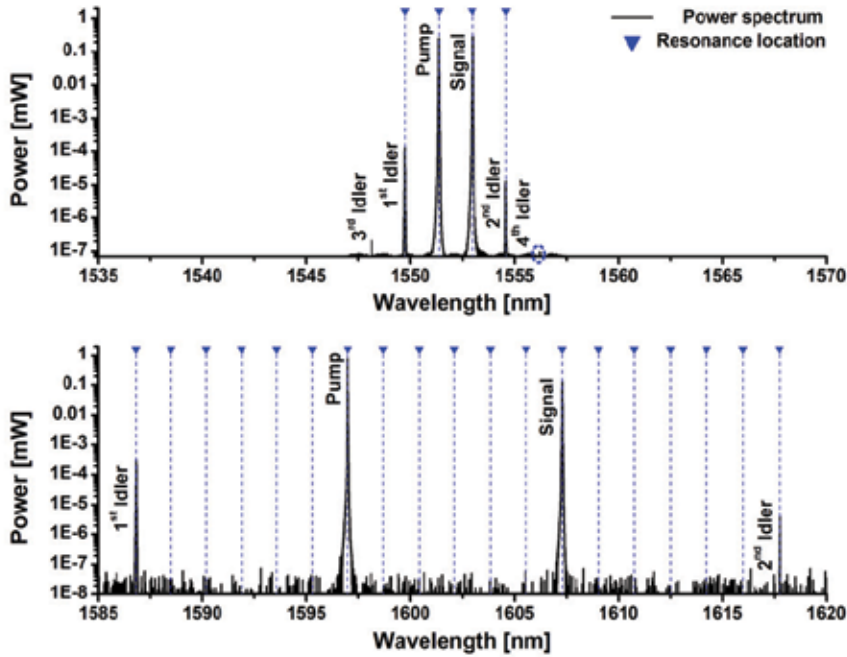 Power spectrum
Resonance location
Power [mW]
1
0.1
0.01
1E-3
1E-4
1E-5
1E-6
1E-7
3rd Idler
1st Idler
Pump
Signal
2nd Idler
4th Idler
1535 1540 1545 1550 1555 1560 1565 1570
Wavelength [nm]
Power [mW]
1
0.1
0.01
1E-3
1E-4
1E-5
1E-6
1E-7
1E-8
1st Idler
Pump
Signal
2nd Idler
1585 1590 1595 1600 1605 1610 1615 1620
Wavelength [nm]